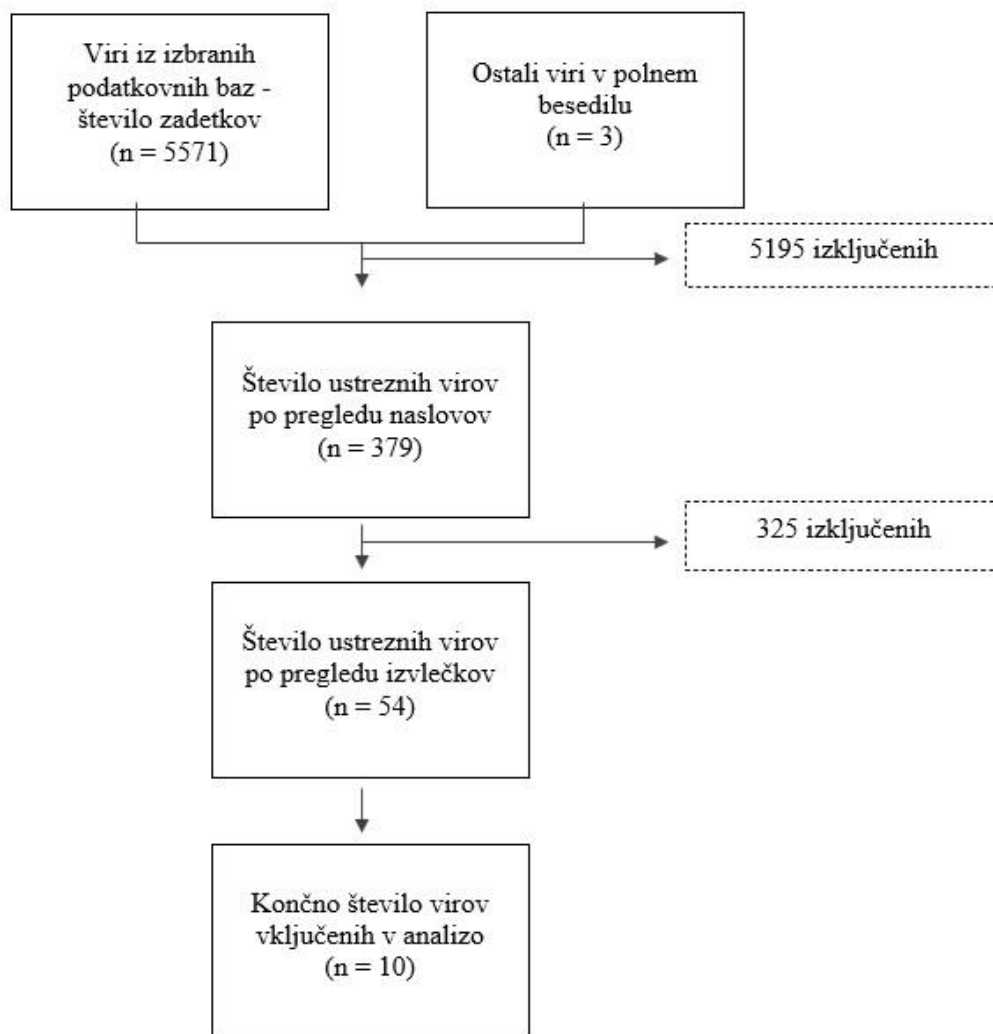 Viri iz izbranih
podatkovnih baz -
število zadetkov
(n = 5571)
Ostali viri v polnem
besedilu
(n = 3)
5195 izključenih
Število ustreznih virov
po pregledu naslovov
(n = 379)
325 izključenih
Število ustreznih virov
po pregledu izvlečkov
(n = 54)
Končno število virov
vključenih v analizo
(n = 10)